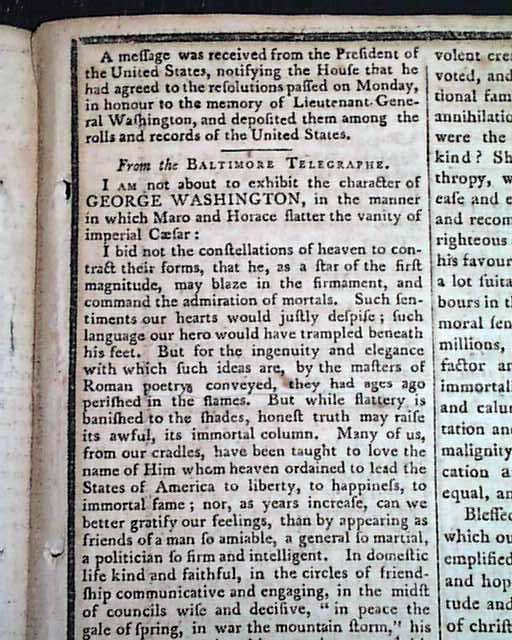 A meſſage was received from the Preſident of
the United States, notifying the Houſe that he
had agreed to the reſolutions paſſed on Monday,
in honour to the memory of Lieutenant-Gene-
ral Waſhington, and depoſited them among the
rolls and records of the United States.
From the BALTIMORE TELEGRAPHE.
I AM not about to exhibit the character of
GEORGE WASHINGTON, in the manner
in which Maro and Horace flatter the vanity of
imperial Cæſar:
I bid not the conſtellations of heaven to con-
tract their forms, that he, as a ſtar of the firſt
magnitude, may blaze in the firmament, and
command the admiration of mortals. Such ſen-
timents our hearts would juſtly deſpiſe; ſuch
language our hero would have trampled beneath
his feet. But for the ingenuity and elegance
with which ſuch ideas are, by the maſters of
Roman poetry, conveyed, they had ages ago
periſhed in the flames. But while flattery is
baniſhed to the ſhades, honeſt truth may raiſe
its awful, its immortal column. Many of us,
from our cradles, have been taught to love the
name of Him whom heaven ordained to lead the
States of America to liberty, to happineſs, to
immortal fame; nor, as years increaſe, can we
better gratify our feelings, than by appearing as
friends of a man ſo amiable, a general ſo martial,
a politician ſo firm and intelligent. In domeſtic
life kind and faithful, in the circles of friend-
ſhip communicative and engaging, in the midſt
of councils wiſe and deciſive, "in peace the
gale of ſpring, in war the mountain ſtorm," his
volent
voted, and
tional fam
annihilatio
were the
kind? Sh
thropy, w
eaſe and e
and recom
righteous
his favour
a lot ſuita
bours in t
moral ſen
millions,
factor ar
immortal
and calu
tation and
malignity
cation a
equal, an
Bleſſed
which ou
emplified
and hop
tude and
of chriſt